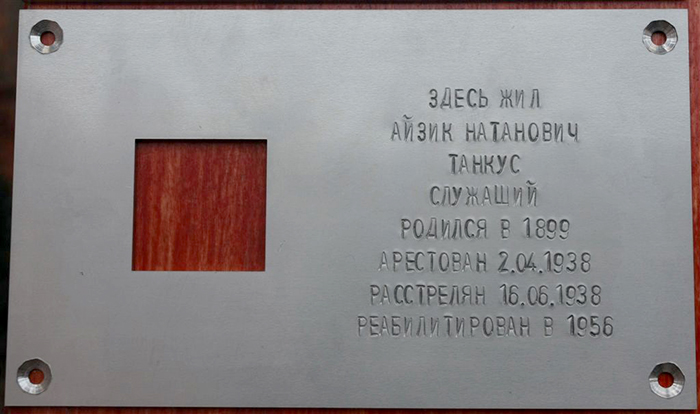 ЗДЕСЬ ЖИЛ
АЙЗИК НАТАНОВИЧ
ТАНКУС
СЛУЖАЩИЙ
РОДИЛСЯ В 1899
АРЕСТОВАН 2.04.1938
РАССТРЕЛЯН 16.06.1938
РЕАБИЛИТИРОВАН В 1956